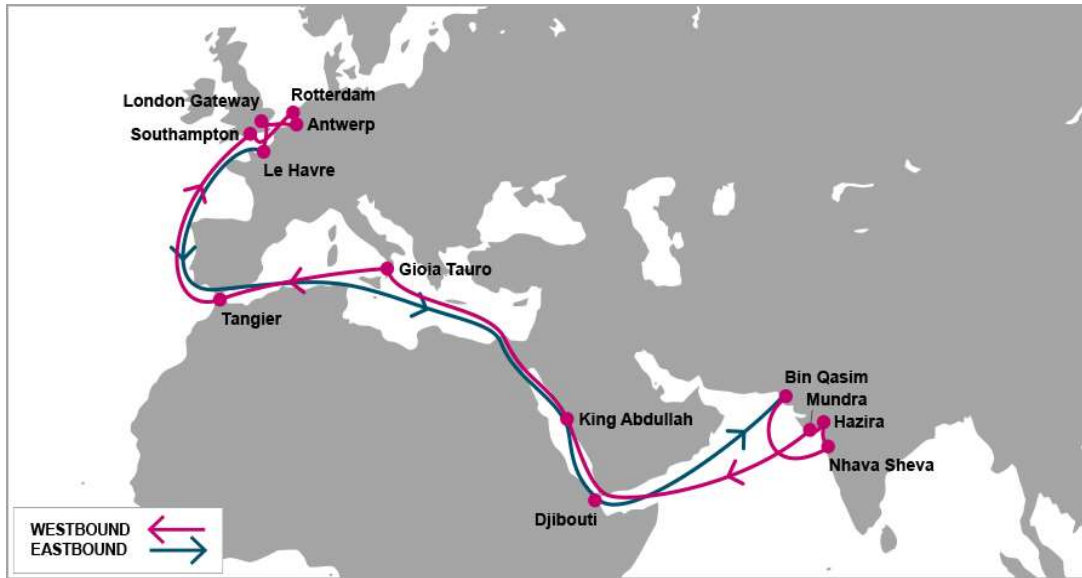 Rotterdam
London Gateway
Antwerp
Southampton
Le Havre
Gioia Tauro
Tangier
Bin Qasim
Mundra
Hazira
King Abdullah
Nhava Sheva
Djibouti
WESTBOUND
EASTBOUND